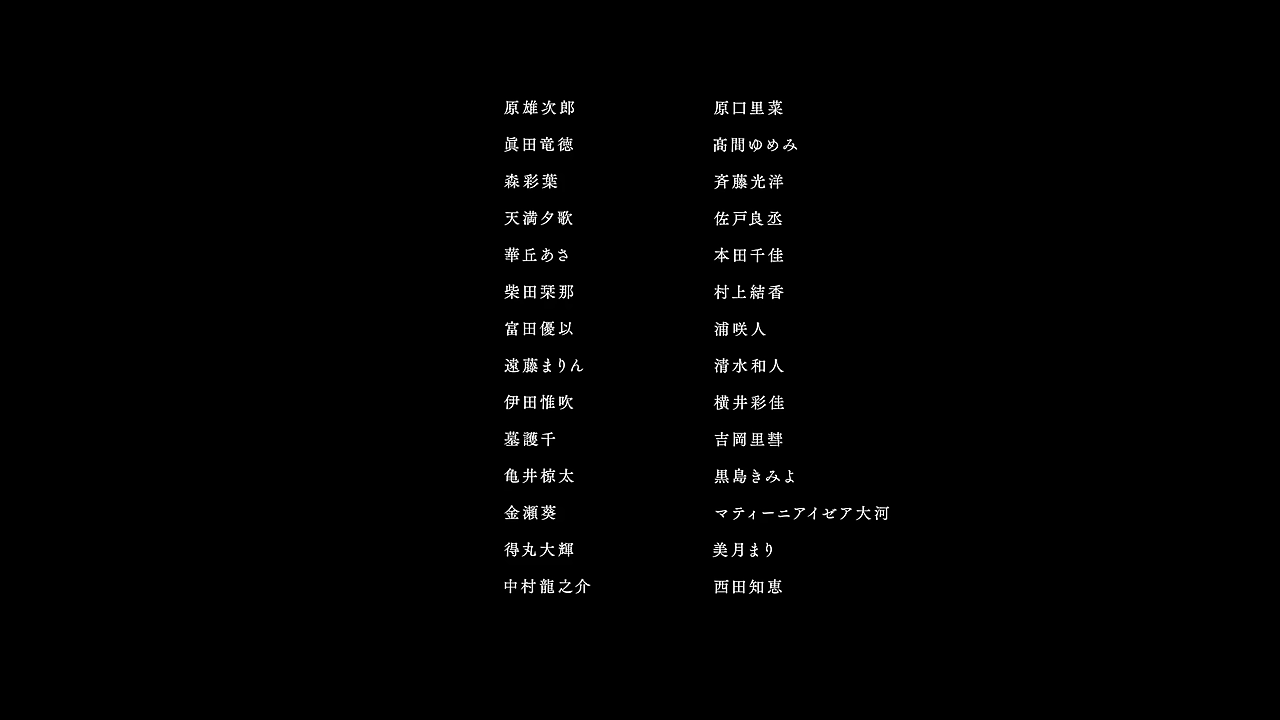 原雄次郎
眞田竜徳
森彩葉
天満夕歌
華丘あさ
柴田栞那
富田優以
遠藤まりん
伊田惟吹
墓護千
亀井椋太
金瀬葵
得丸大輝
中村龍之介
原口里菜
髙間ゆめみ
斉藤光洋
佐戸良丞
本田千佳
村上結香
浦咲人
清水和人
横井彩佳
吉岡里彗
黒島きみよ
マティーニアイゼア大河
美月まり
西田知恵